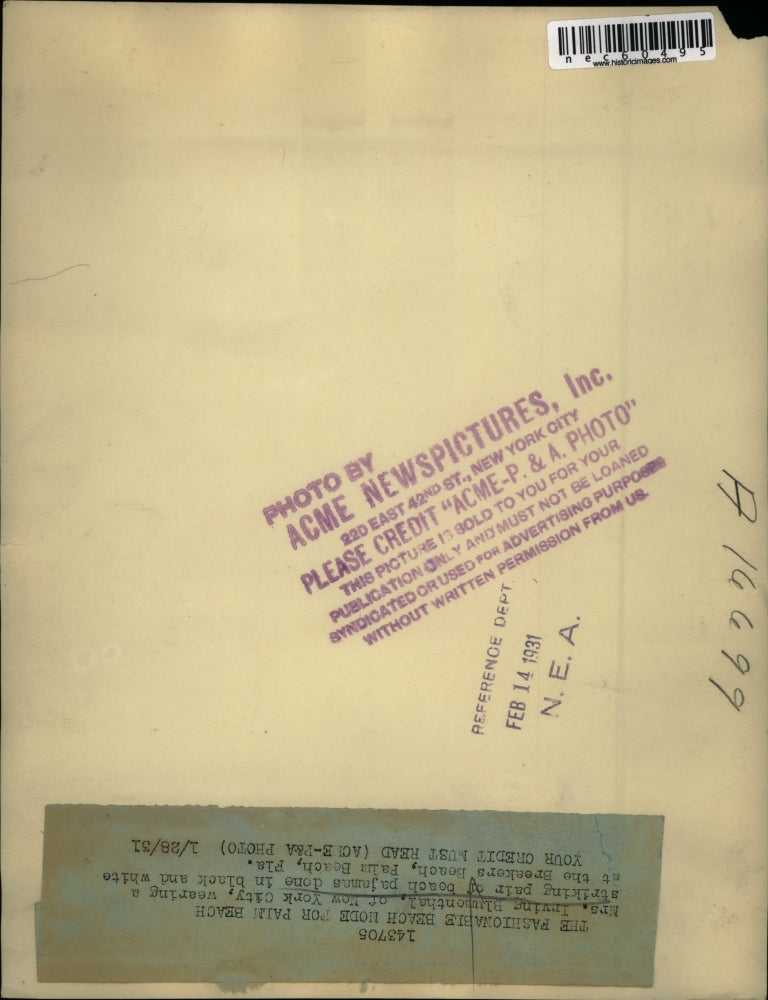 nec60495
www.historicimages.com
PHOTO BY
ACME NEWSPICTURES, Inc.
220 EAST 42ND ST., NEW YORK CITY
PLEASE CREDIT "ACME-P. & A. PHOTO"
THIS PICTURE IS SOLD TO YOU FOR YOUR
PUBLICATION ONLY AND MUST NOT BE LOANED
SYNDICATED OR USED FOR ADVERTISING PURPOSES
WITHOUT WRITTEN PERMISSION FROM US.
REFERENCE DEPT.
FEB 14 1931
N. E. A.
A 16699
143705
THE FASHIONABLE BEACH MODE FOR PALM BEACH
Mrs. Irving Blumenthal, of New York City, wearing a
striking pair of beach pajamas done in black and white
at the Breakers beach, Palm Beach, Fla.
YOUR CREDIT MUST READ (ACME-P&A PHOTO) 1/28/31